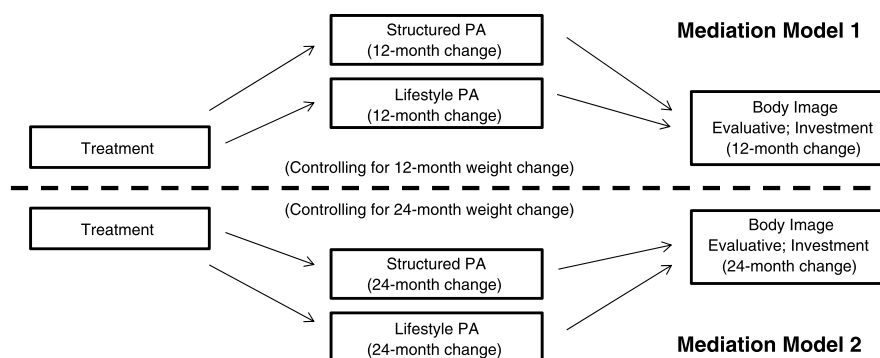 Mediation Model 1
Structured PA
(12-month change)
Lifestyle PA
(12-month change)
Treatment
Body Image
Evaluative; Investment
(12-month change)
(Controlling for 12-month weight change)
(Controlling for 24-month weight change)
Treatment
Structured PA
(24-month change)
Lifestyle PA
(24-month change)
Body Image
Evaluative; Investment
(24-month change)
Mediation Model 2